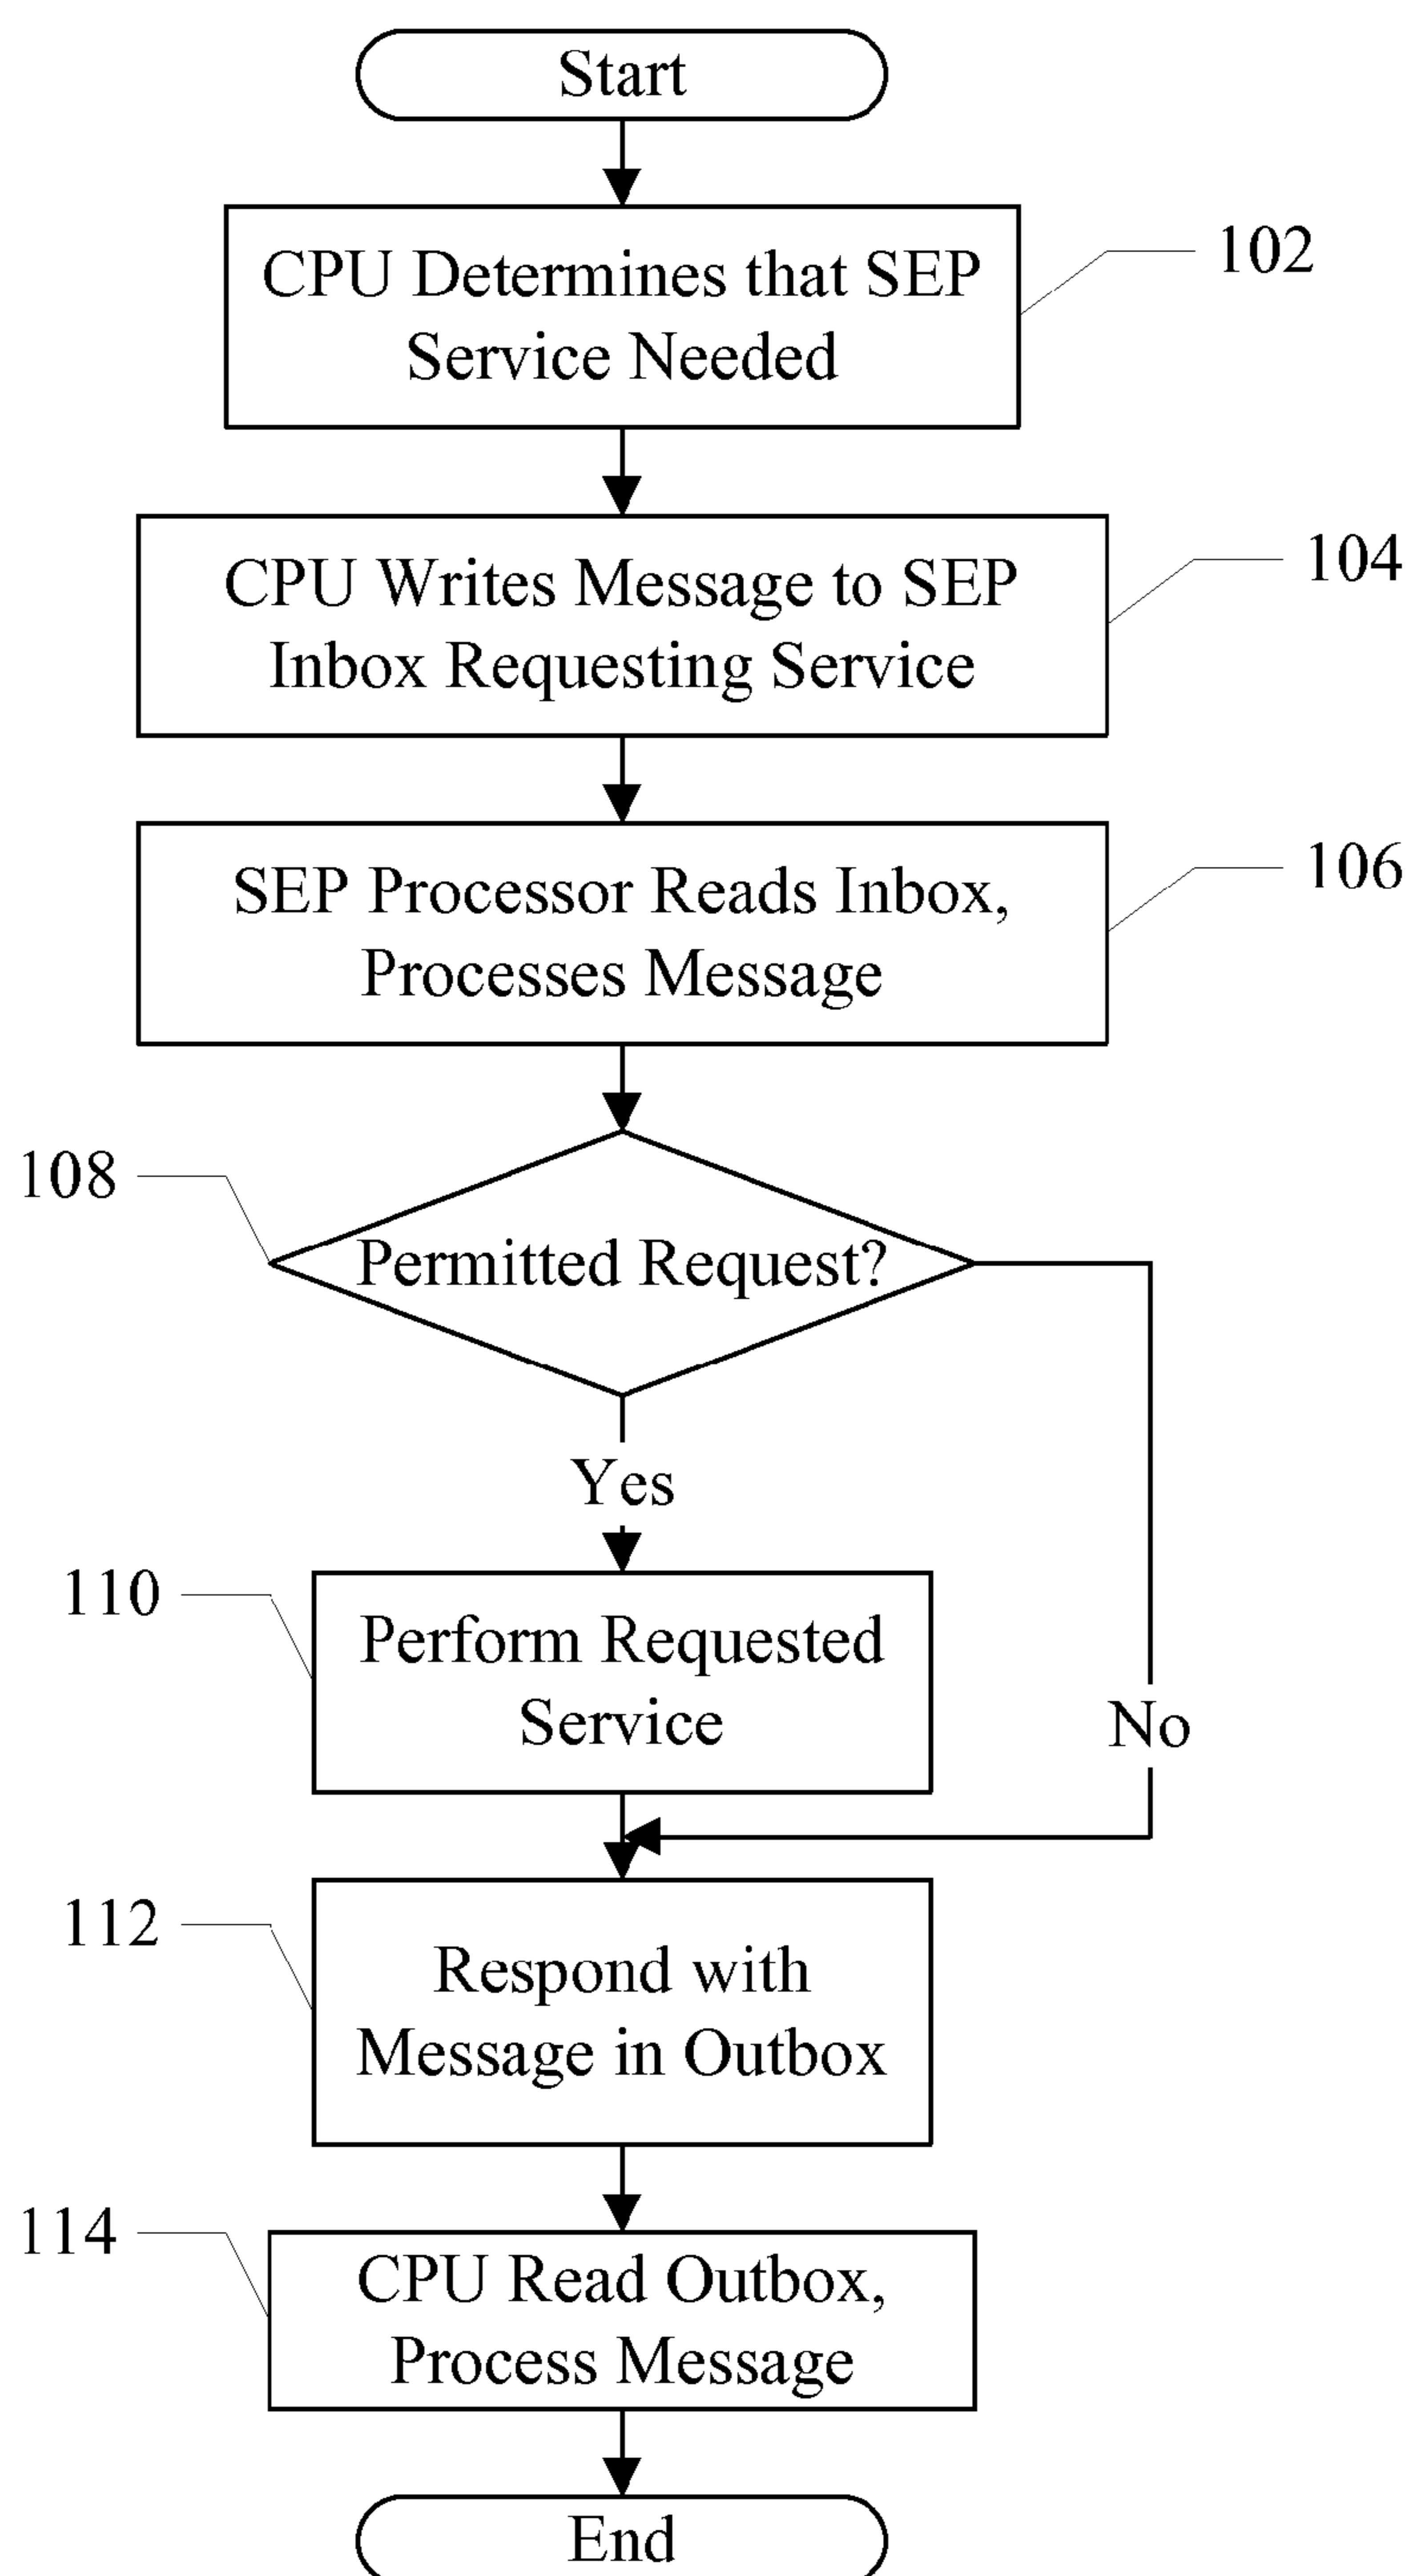 Start
CPU Determines that SEP
Service Needed
102
CPU Writes Message to SEP
Inbox Requesting Service
104
SEP Processor Reads Inbox,
Processes Message
106
108
Permitted Request?
Yes
110
Perform Requested
Service
No
112
Respond with
Message in Outbox
114
CPU Read Outbox,
Process Message
End